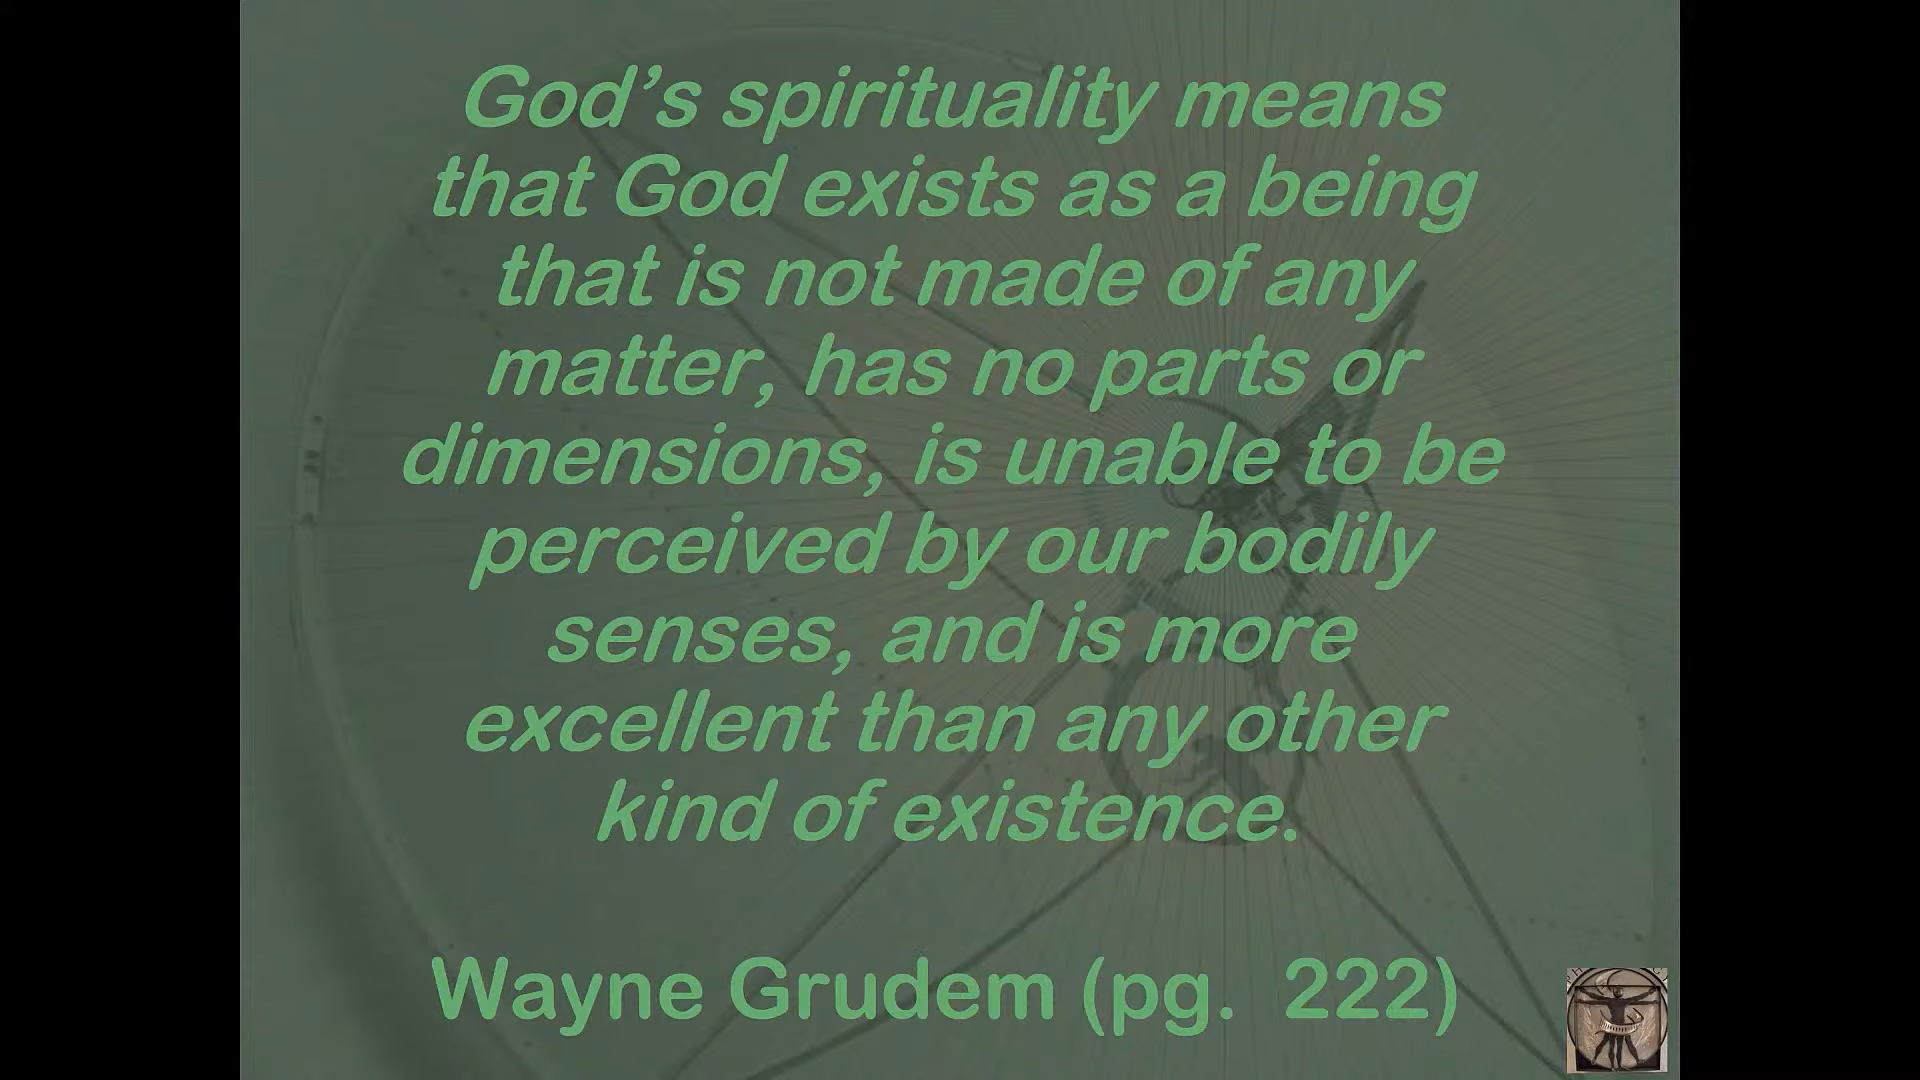 God’s spirituality means
that God exists as a being
that is not made of any
matter, has no parts or
dimensions, is unable to be
perceived by our bodily
senses, and is more
excellent than any other
kind of existence.
Wayne Grudem (pg.  222)